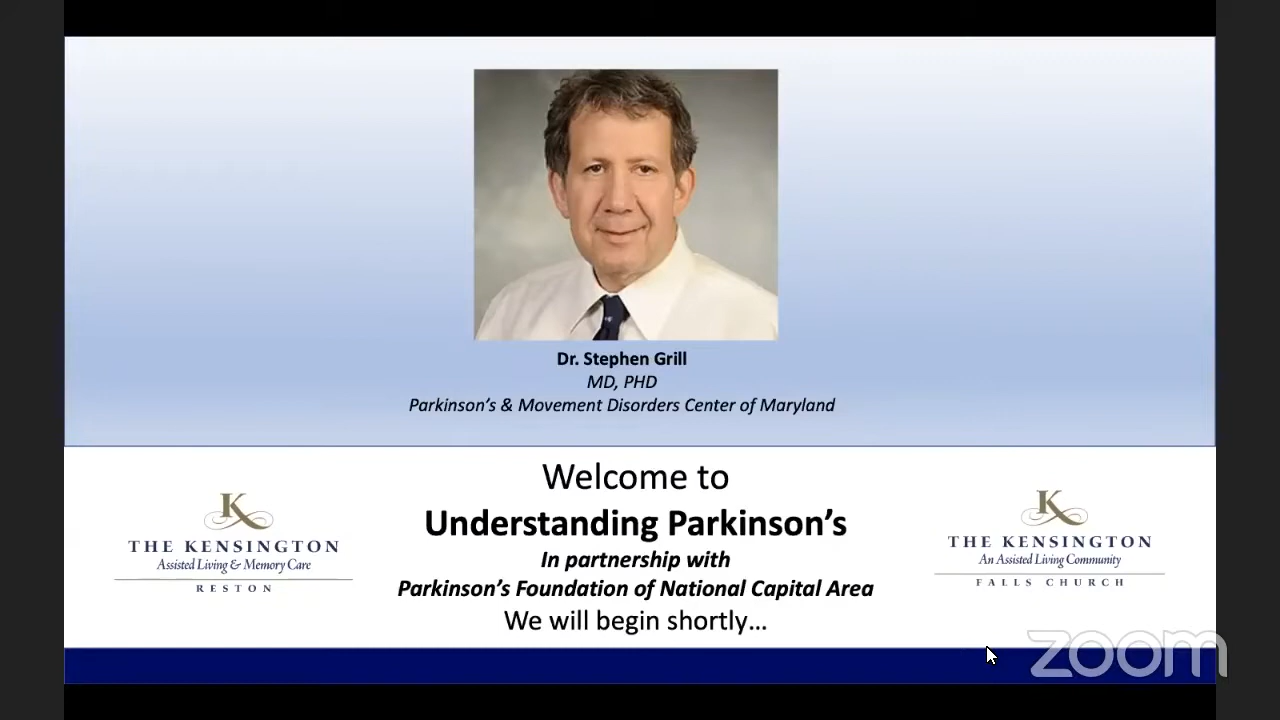 Dr. Stephen Grill
MD, PHD
Parkinson's & Movement Disorders Center of Maryland
Welcome to
Understanding Parkinson's
In partnership with
Parkinson's Foundation of National Capital Area
We will begin shortly...
K
THE KENSINGTON
Assisted Living & Memory Care
RESTON
K
THE KENSINGTON
An Assisted Living Community
FALLS CHURCH
zoom